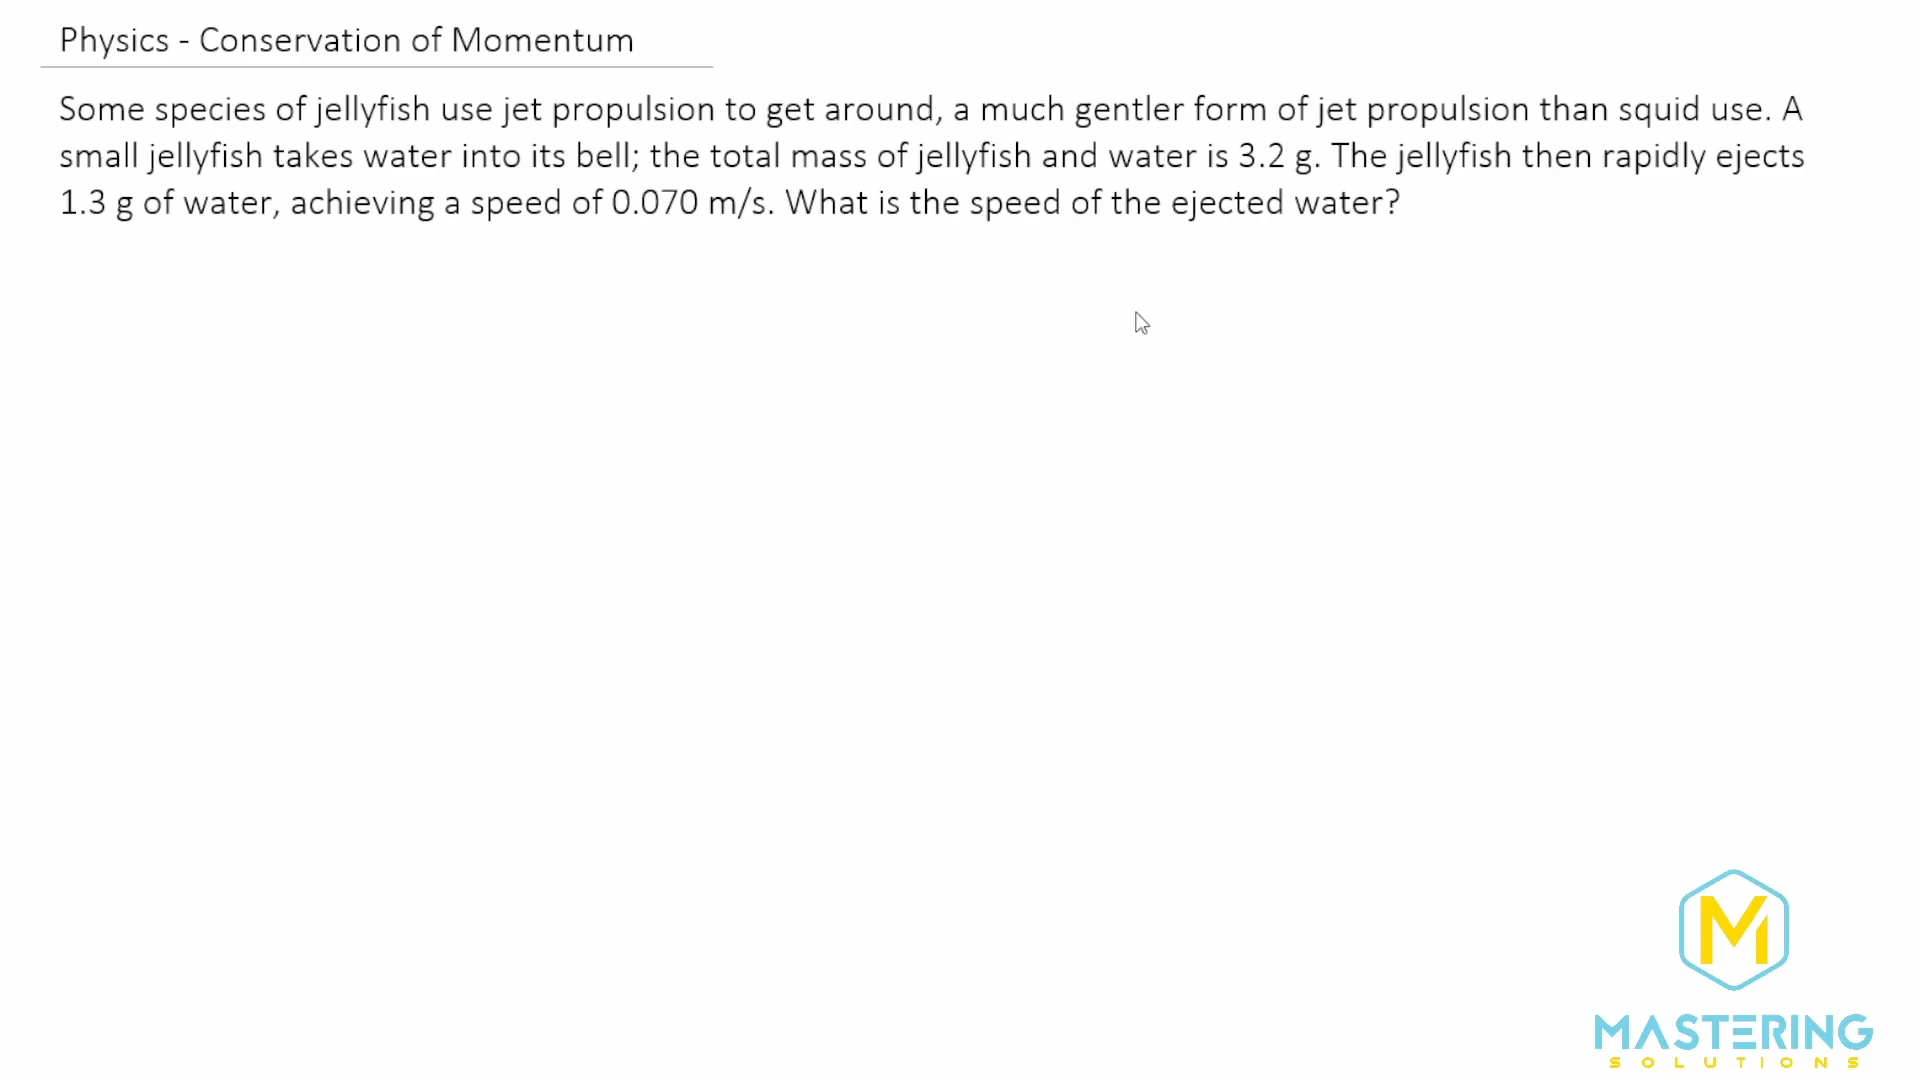 Physics - Conservation of Momentum
Some species of jellyfish use jet propulsion to get around, a much gentler form of jet propulsion than squid use. A
small jellyfish takes water into its bell; the total mass of jellyfish and water is 3.2 g. The jellyfish then rapidly ejects
1.3 g of water, achieving a speed of 0.070 m/s. What is the speed of the ejected water?
M
MASTERING
SOLUTIONS